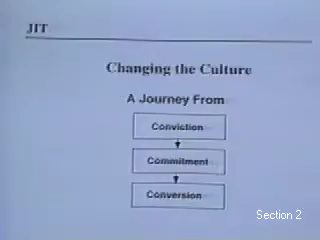 JIT
Changing the Culture
A Journey From
Conviction
Commitment
Conversion
Section 2